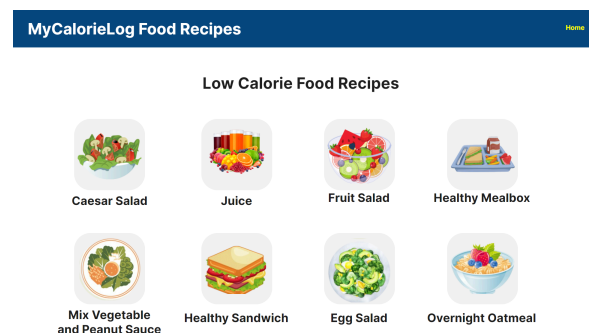 MyCalorieLog Food Recipes
Home
Low Calorie Food Recipes
Caesar Salad
Juice
Fruit Salad
Healthy Mealbox
Mix Vegetable
and Peanut Sauce
Healthy Sandwich
Egg Salad
Overnight Oatmeal